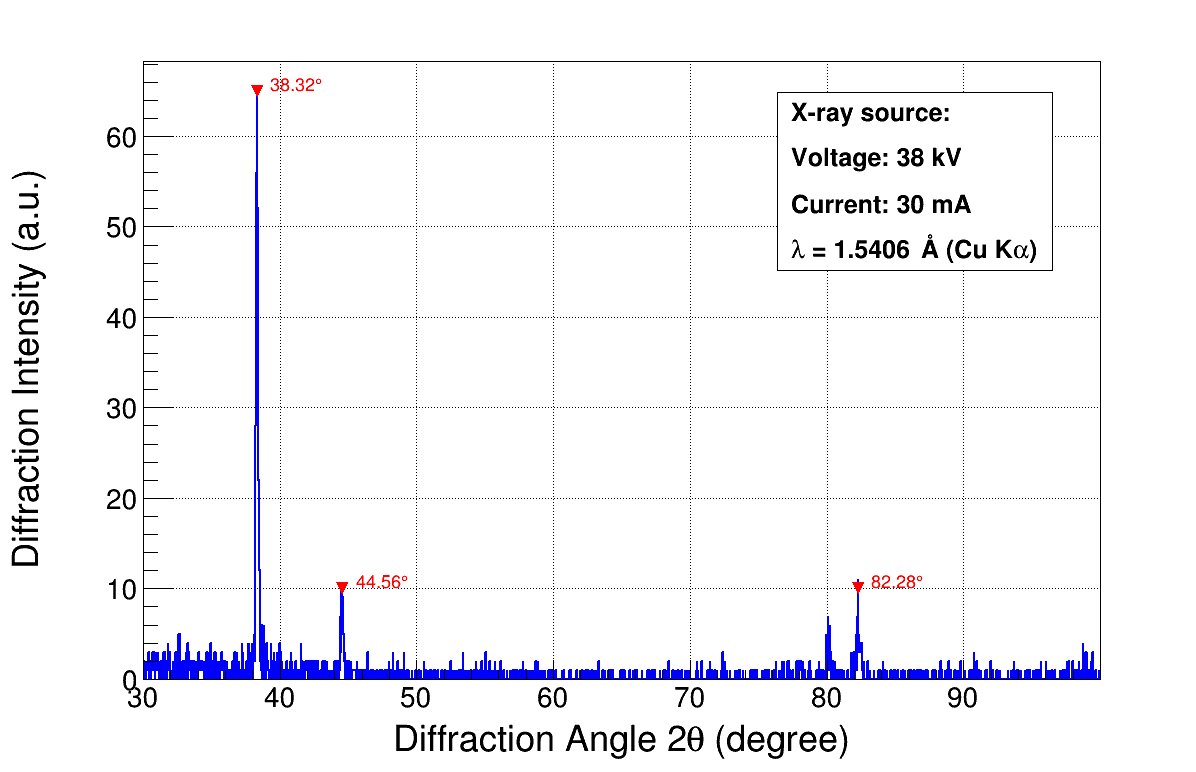 38.32°
44.56°
82.28°
X-ray source:
Voltage: 38 kV
Current: 30 mA
λ = 1.5406 Å (Cu Kα)
Diffraction Intensity (a.u.)
60
50
40
30
20
10
0
30 40 50 60 70 80 90
Diffraction Angle 2θ (degree)